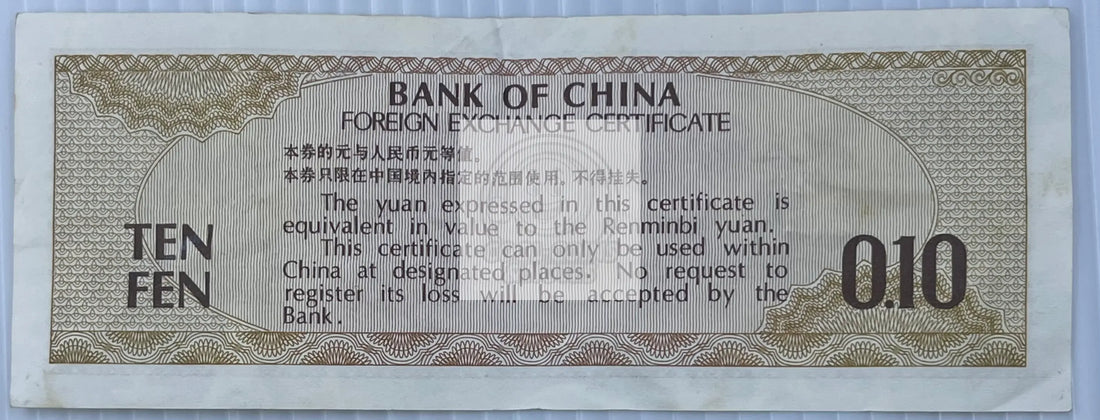 BANK OF CHINA
FOREIGN EXCHANGE CERTIFICATE
本券的元与人民币元等值。
本券只限在中国境内指定的范围使用。不得挂失。
The yuan expressed in this certificate is
equivalent in value to the Renminbi yuan.
This certificate can only be used within
China at designated places. No request to
register its loss will be accepted by the
Bank.
TEN
FEN
0.10